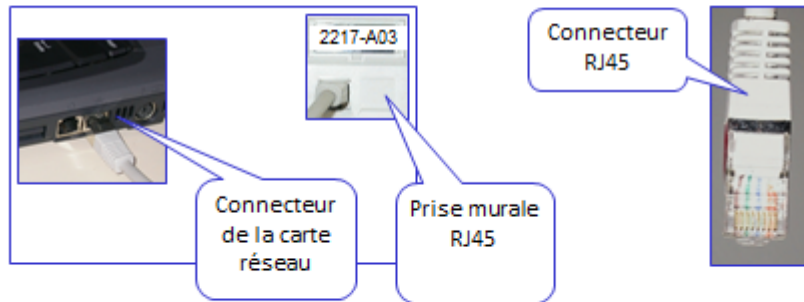 2217-A03
Connecteur
RJ45
Connecteur
de la carte
réseau
Prise murale
RJ45